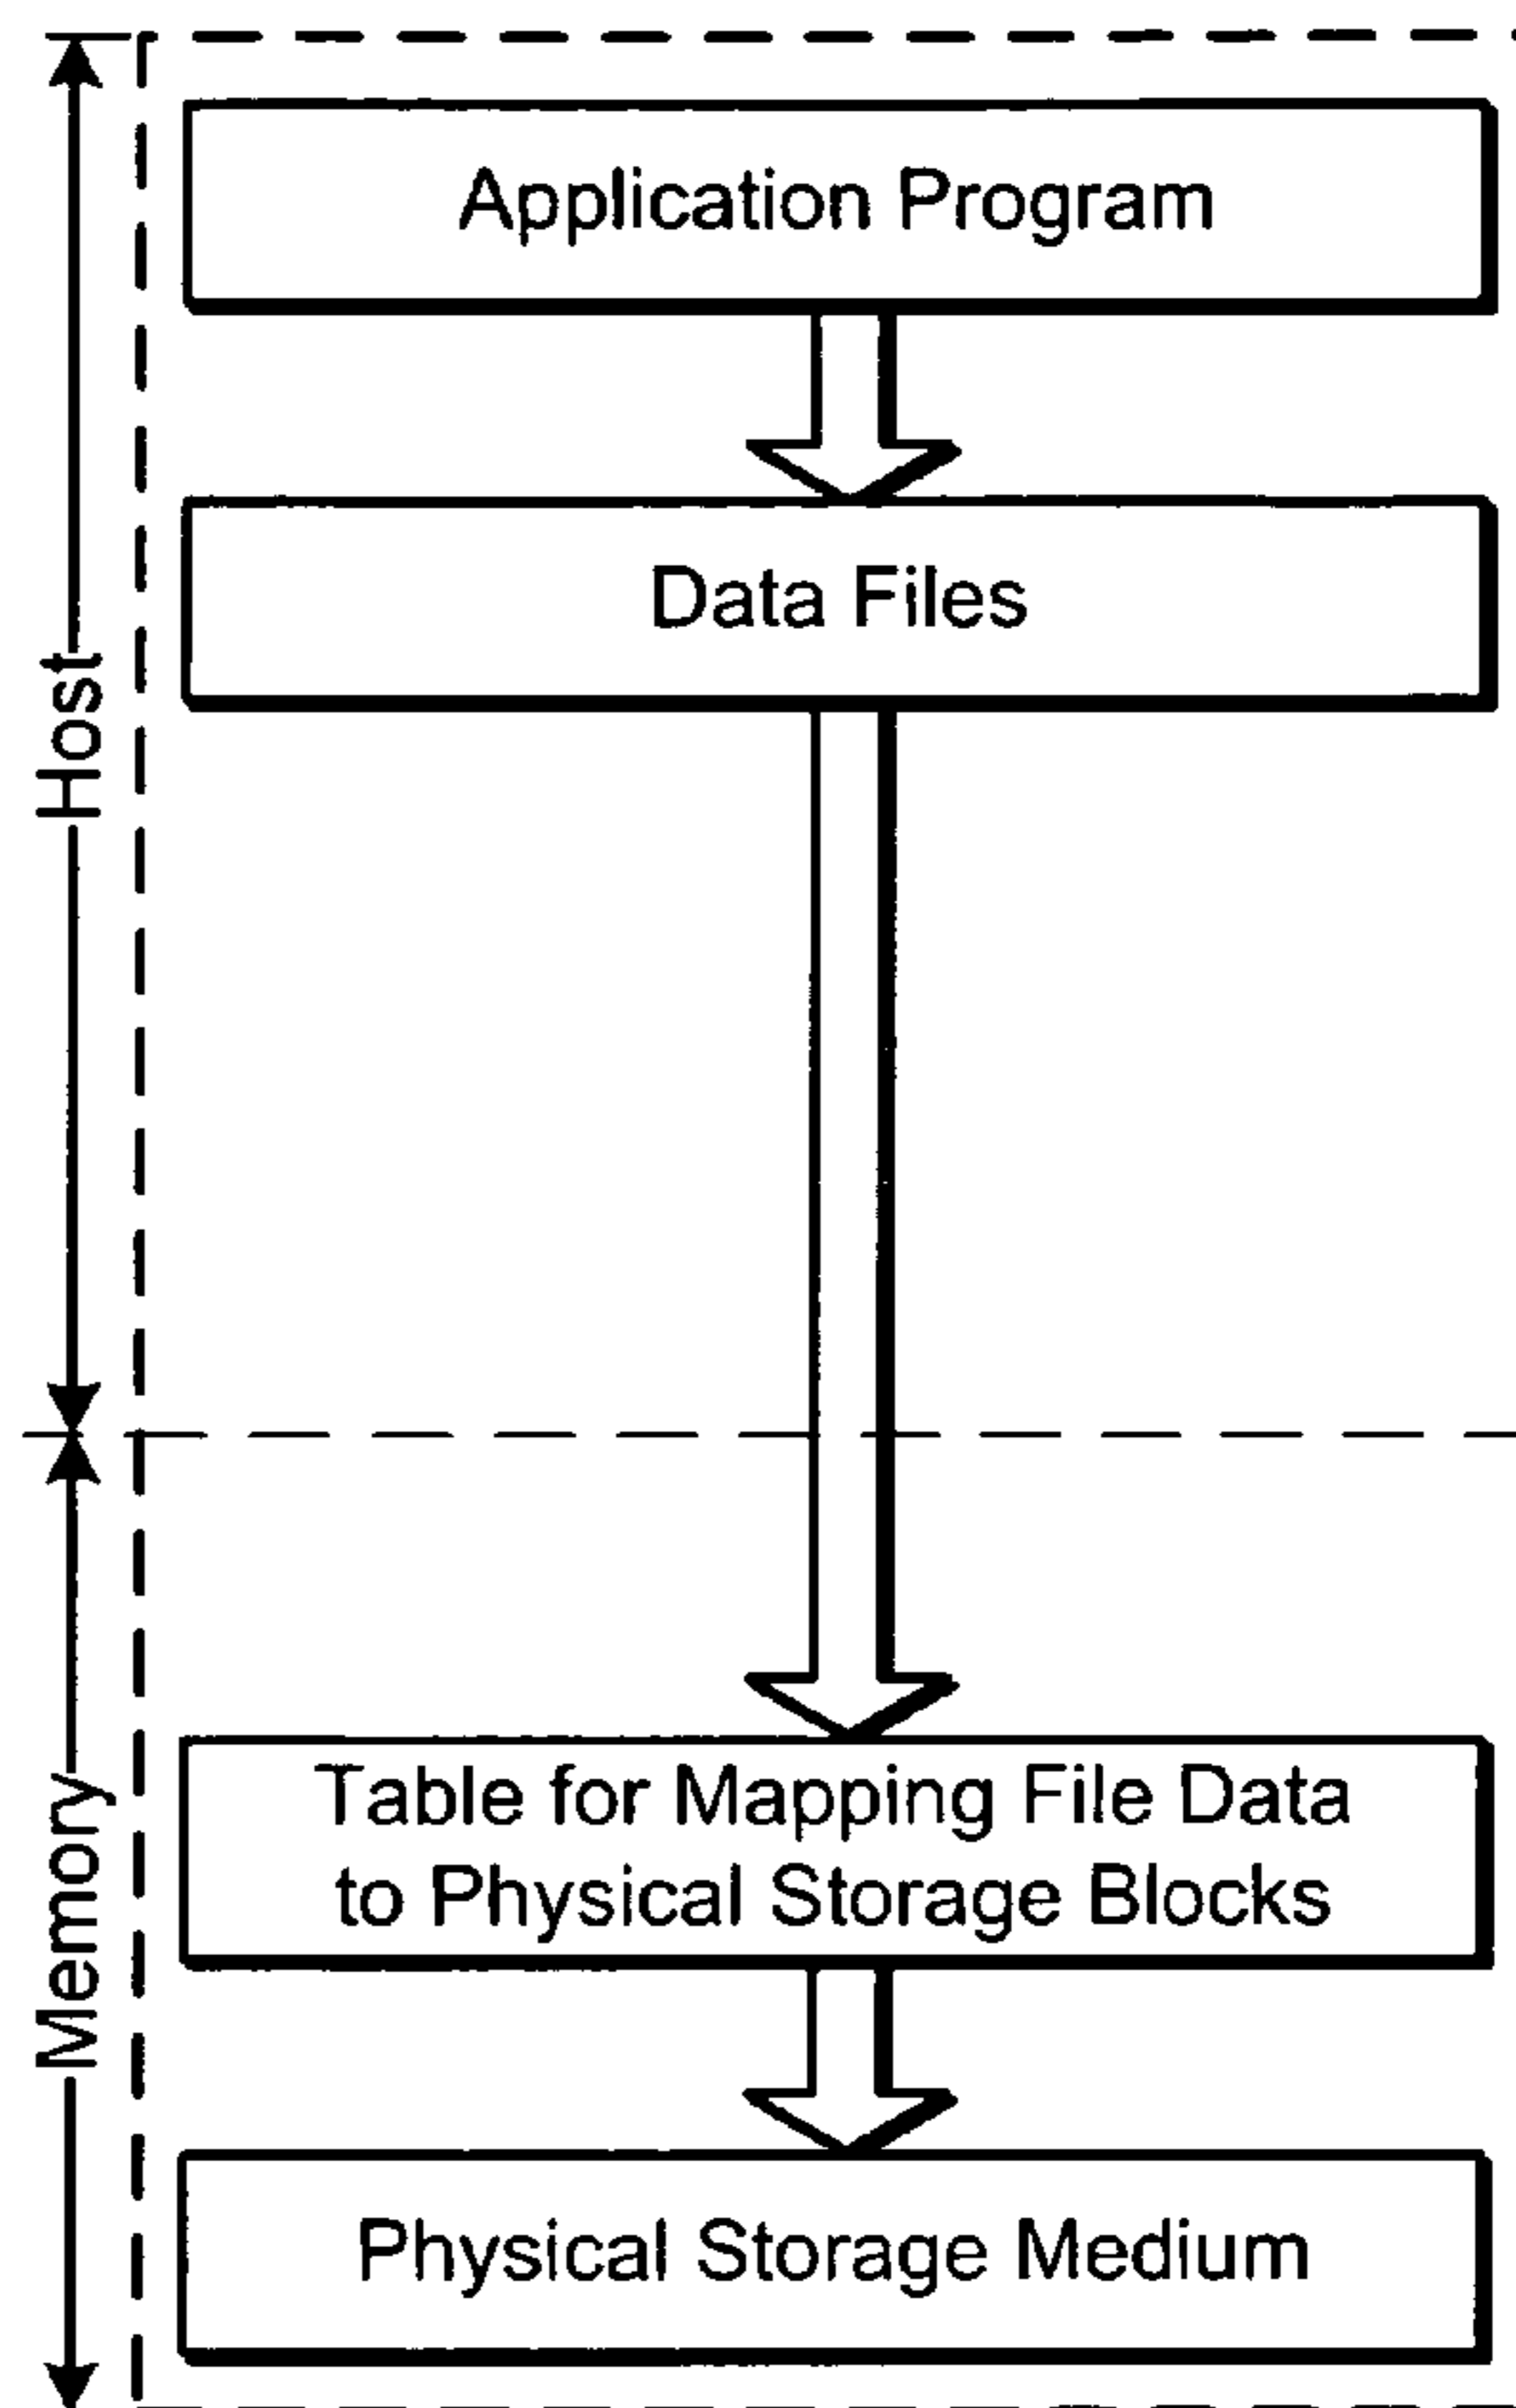 Application Program
Data Files
Host
Table for Mapping File Data
to Physical Storage Blocks
Memory
Physical Storage Medium